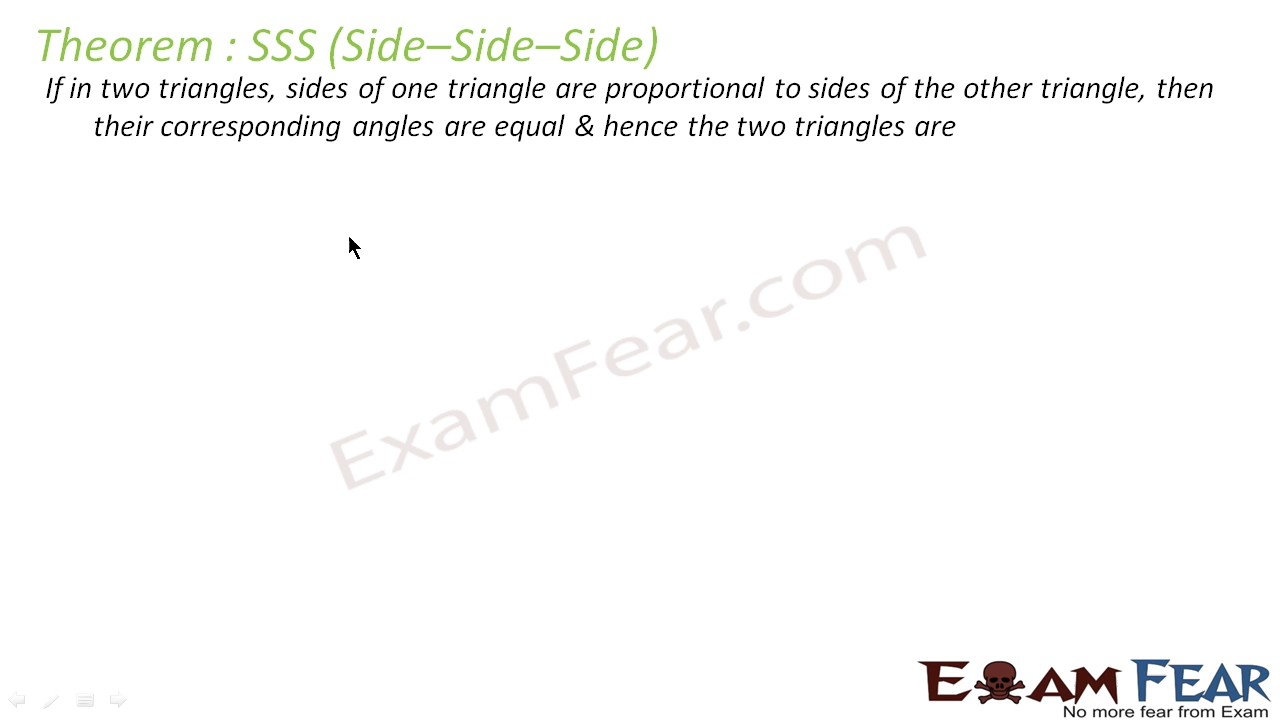 Theorem : SSS (Side–Side–Side)
If in two triangles, sides of one triangle are proportional to sides of the other triangle, then
their corresponding angles are equal & hence the two triangles are
ExamFear.com
EXAM FEAR
No more fear from Exam